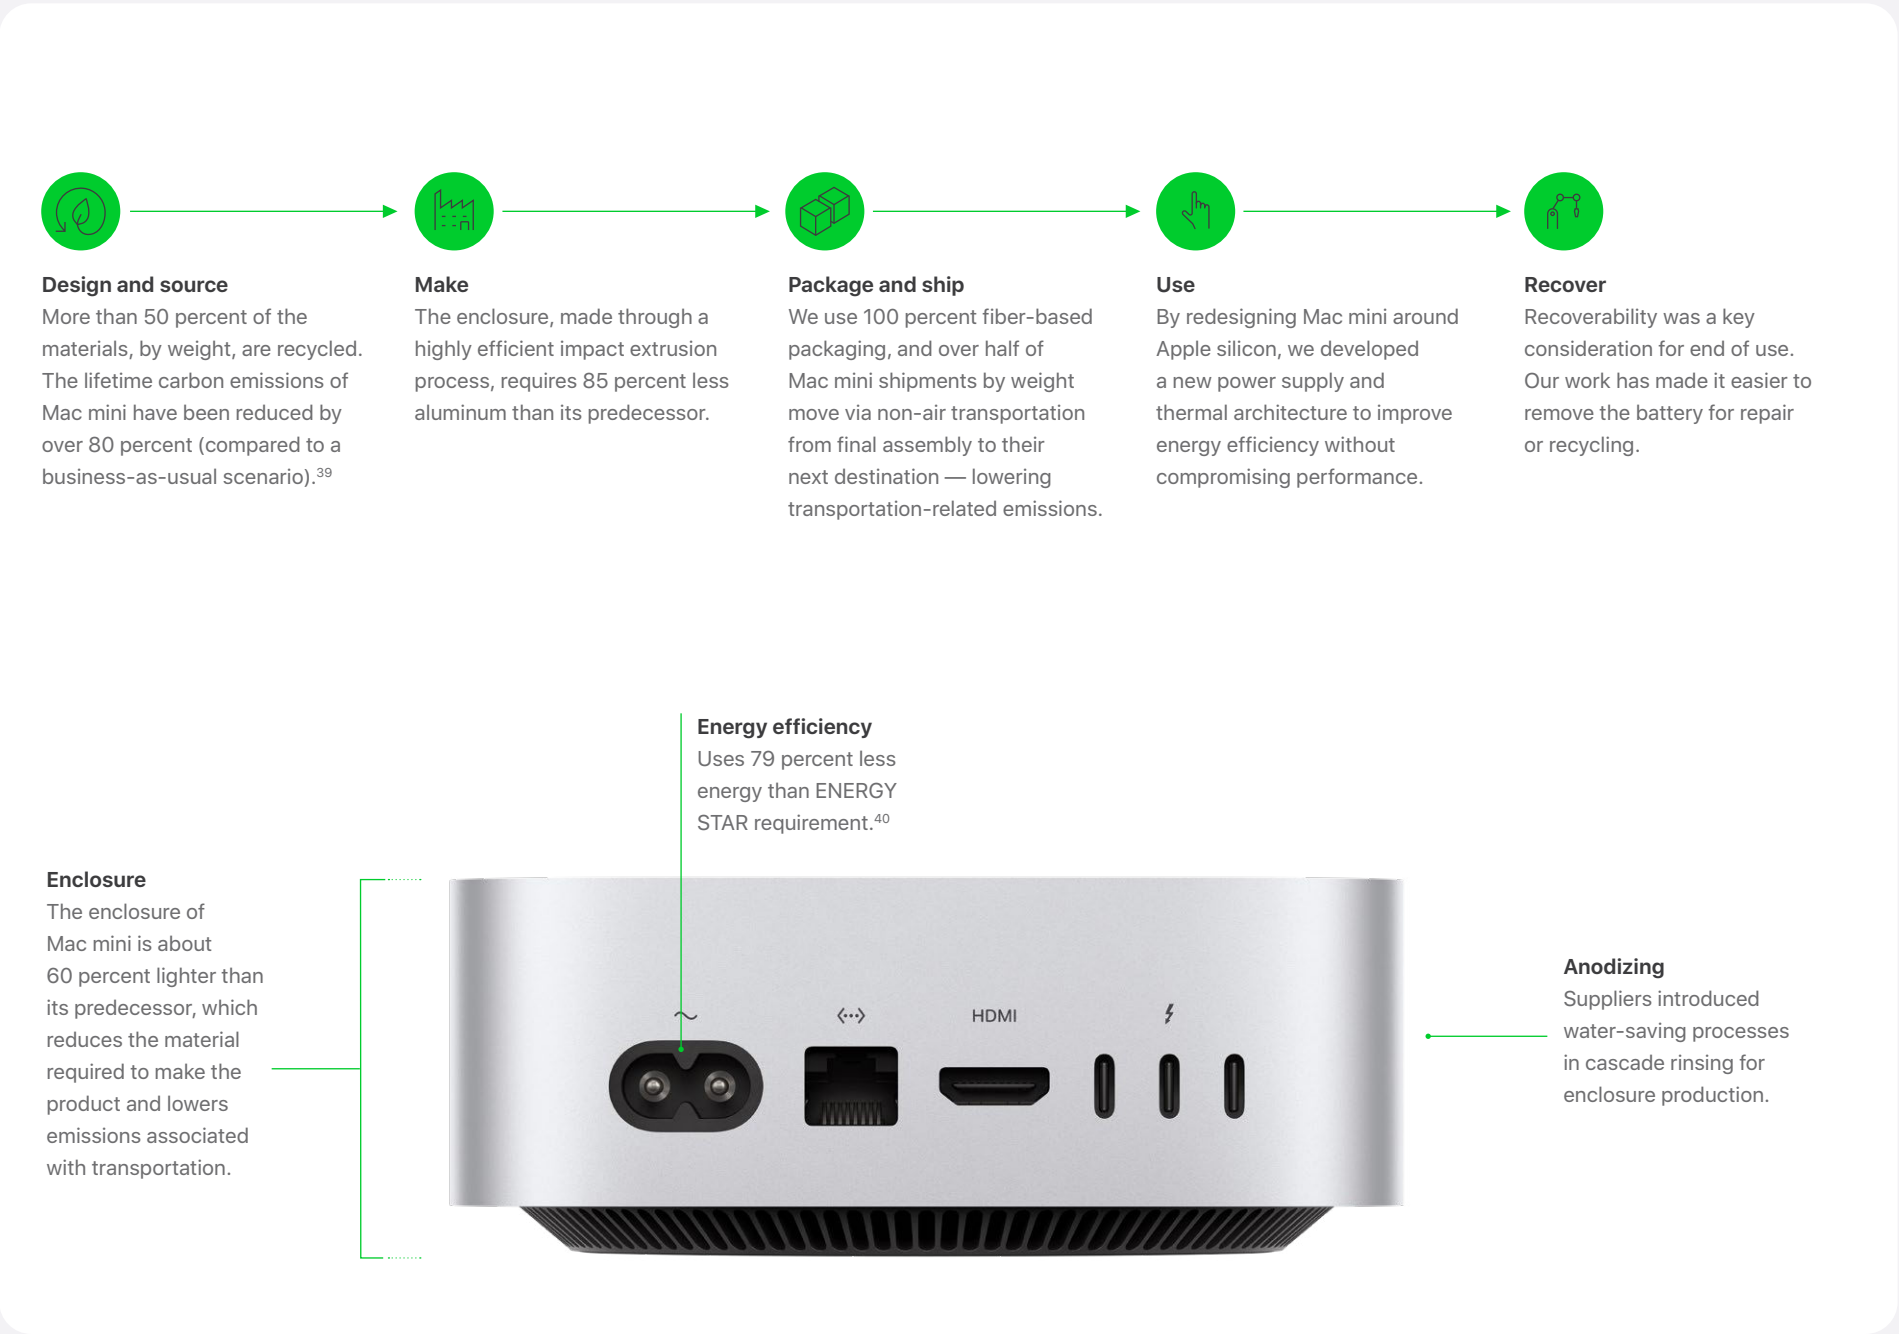 Design and source
More than 50 percent of the
materials, by weight, are recycled.
The lifetime carbon emissions of
Mac mini have been reduced by
over 80 percent (compared to a
business-as-usual scenario).³⁹
Make
The enclosure, made through a
highly efficient impact extrusion
process, requires 85 percent less
aluminum than its predecessor.
Package and ship
We use 100 percent fiber-based
packaging, and over half of
Mac mini shipments by weight
move via non-air transportation
from final assembly to their
next destination — lowering
transportation-related emissions.
Use
By redesigning Mac mini around
Apple silicon, we developed
a new power supply and
thermal architecture to improve
energy efficiency without
compromising performance.
Recover
Recoverability was a key
consideration for end of use.
Our work has made it easier to
remove the battery for repair
or recycling.
Energy efficiency
Uses 79 percent less
energy than ENERGY
STAR requirement.⁴⁰
Enclosure
The enclosure of
Mac mini is about
60 percent lighter than
its predecessor, which
reduces the material
required to make the
product and lowers
emissions associated
with transportation.
HDMI
Anodizing
Suppliers introduced
water-saving processes
in cascade rinsing for
enclosure production.